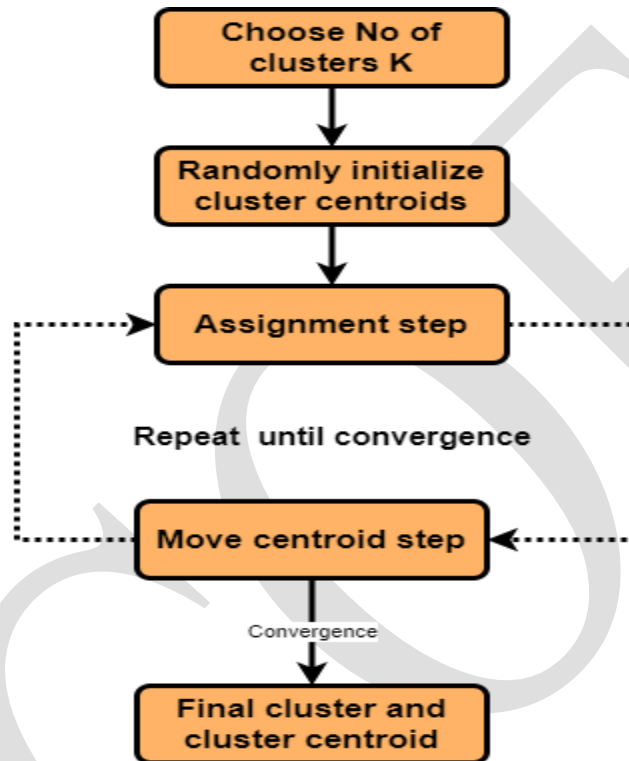 Choose No of
clusters K
Randomly initialize
cluster centroids
Assignment step
Repeat until convergence
Move centroid step
Convergence
Final cluster and
cluster centroid